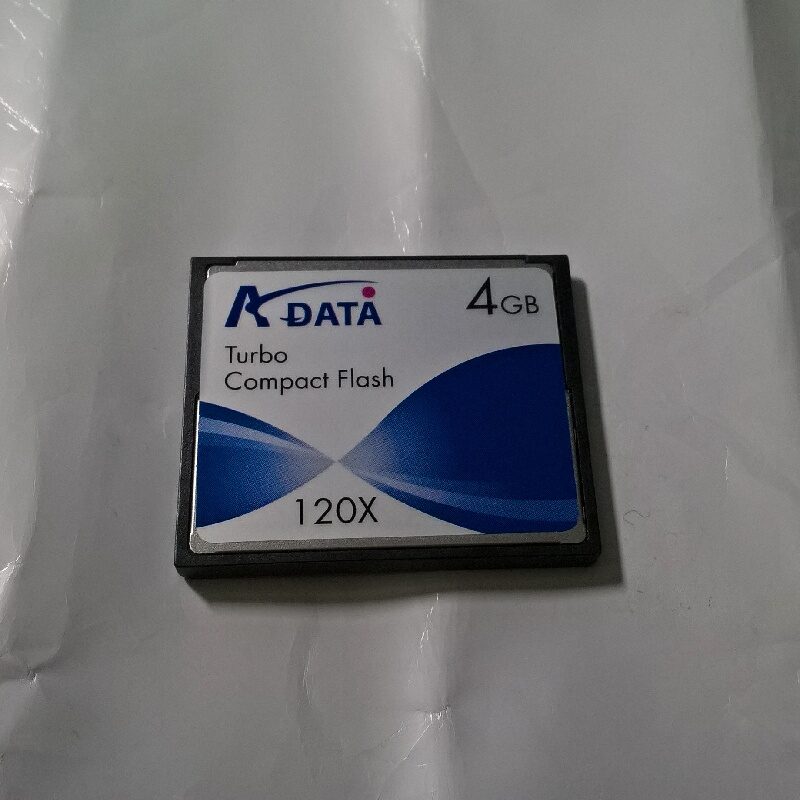 A DATA
4GB
Turbo
Compact Flash
120X